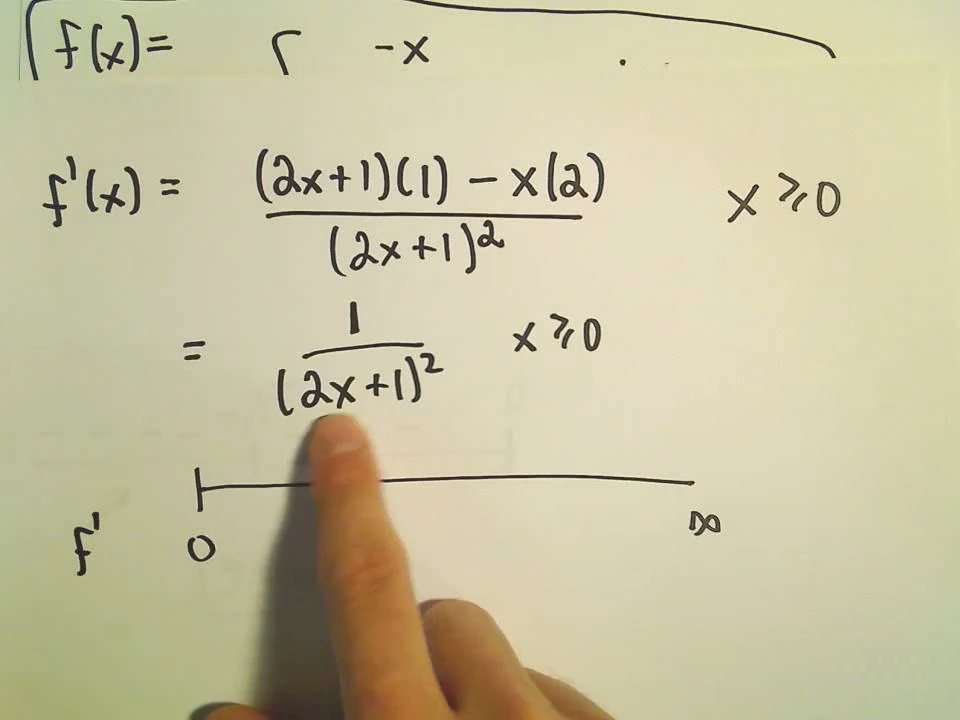 f(x) = -x
f'(x) = (2x+1)(1) - x(2) / (2x+1)² x ≥ 0
= 1 / (2x+1)² x ≥ 0
f' 0 ∞